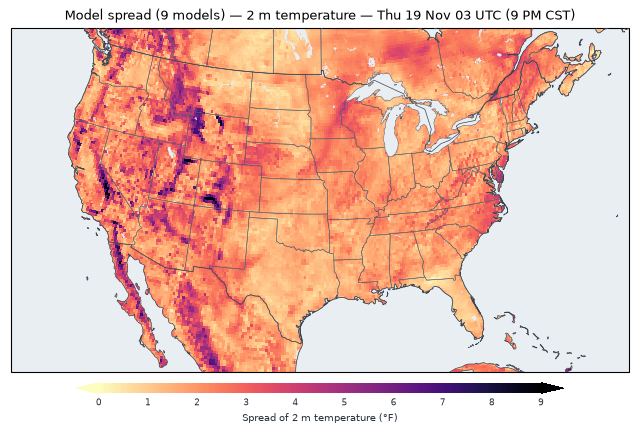 Model spread (9 models) — 2 m temperature — Thu 19 Nov 03 UTC (9 PM CST)
0 1 2 3 4 5 6 7 8 9
Spread of 2 m temperature (°F)